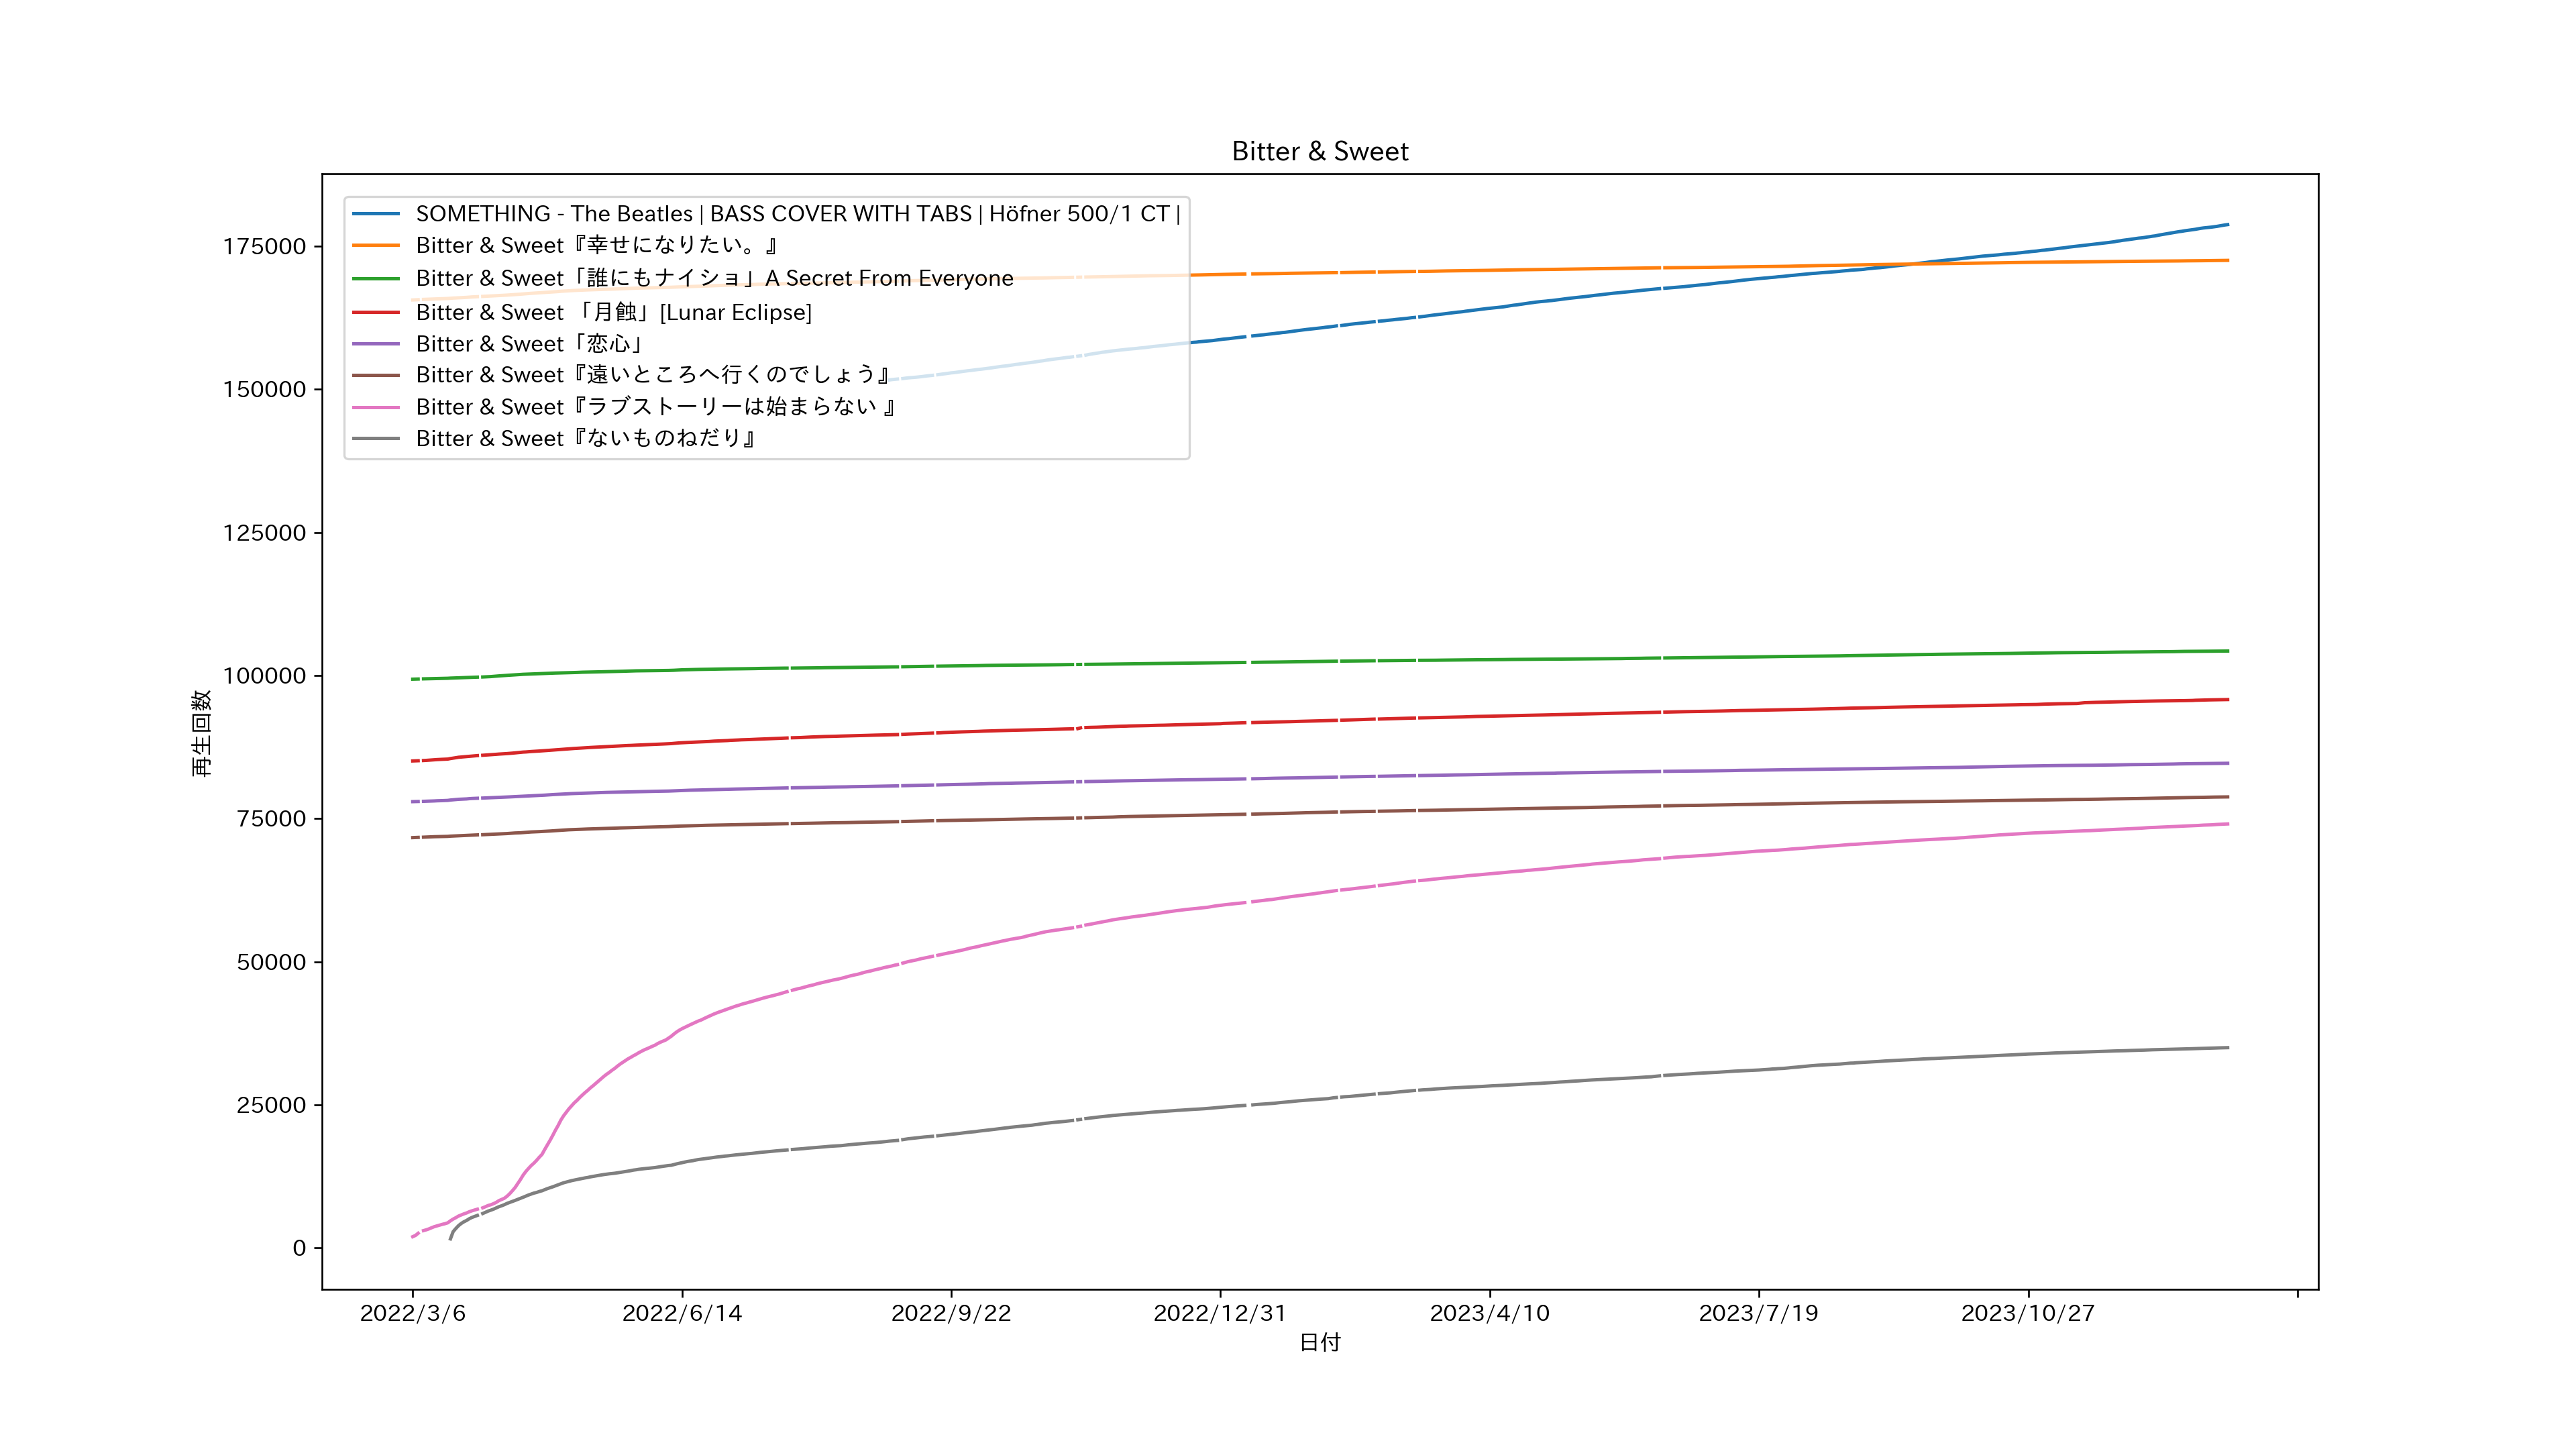 Bitter & Sweet
SOMETHING - The Beatles | BASS COVER WITH TABS | Höfner 500/1 CT |
Bitter & Sweet『幸せになりたい。』
Bitter & Sweet「誰にもナイショ」A Secret From Everyone
Bitter & Sweet 「月蝕」[Lunar Eclipse]
Bitter & Sweet「恋心」
Bitter & Sweet『遠いところへ行くのでしょう』
Bitter & Sweet『ラブストーリーは始まらない 』
Bitter & Sweet『ないものねだり』
175000
150000
125000
100000
75000
50000
25000
0
再生回数
2022/3/6 2022/6/14 2022/9/22 2022/12/31 2023/4/10 2023/7/19 2023/10/27
日付